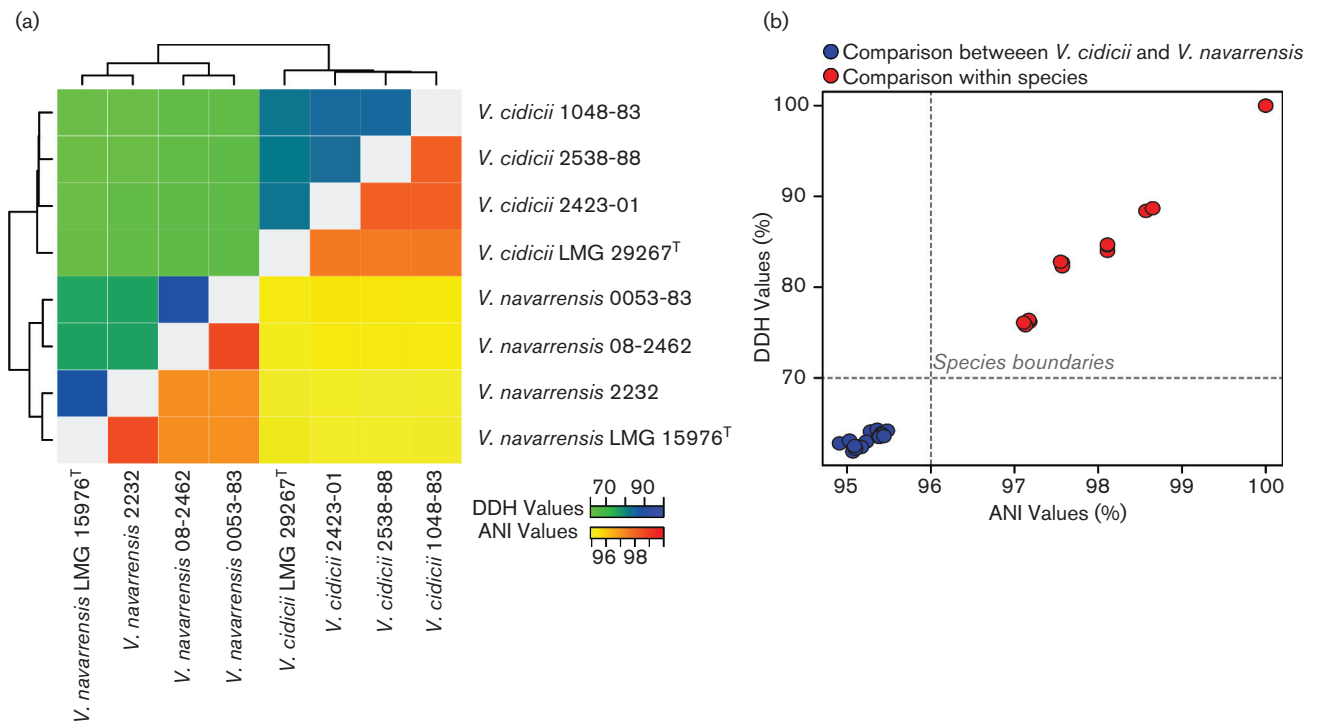 (a)
V. cidicii 1048-83
V. cidicii 2538-88
V. cidicii 2423-01
V. cidicii LMG 29267T
V. navarrensis 0053-83
V. navarrensis 08-2462
V. navarrensis 2232
V. navarrensis LMG 15976T
V. navarrensis LMG 15976T
V. navarrensis 2232
V. navarrensis 08-2462
V. navarrensis 0053-83
V. cidicii LMG 29267T
V. cidicii 2423-01
V. cidicii 2538-88
V. cidicii 1048-83
70 90
DDH Values
ANI Values
96 98
(b)
Comparison betweeen V. cidicii and V. navarrensis
Comparison within species
100
90
80
70
DDH Values (%)
Species boundaries
95 96 97 98 99 100
ANI Values (%)